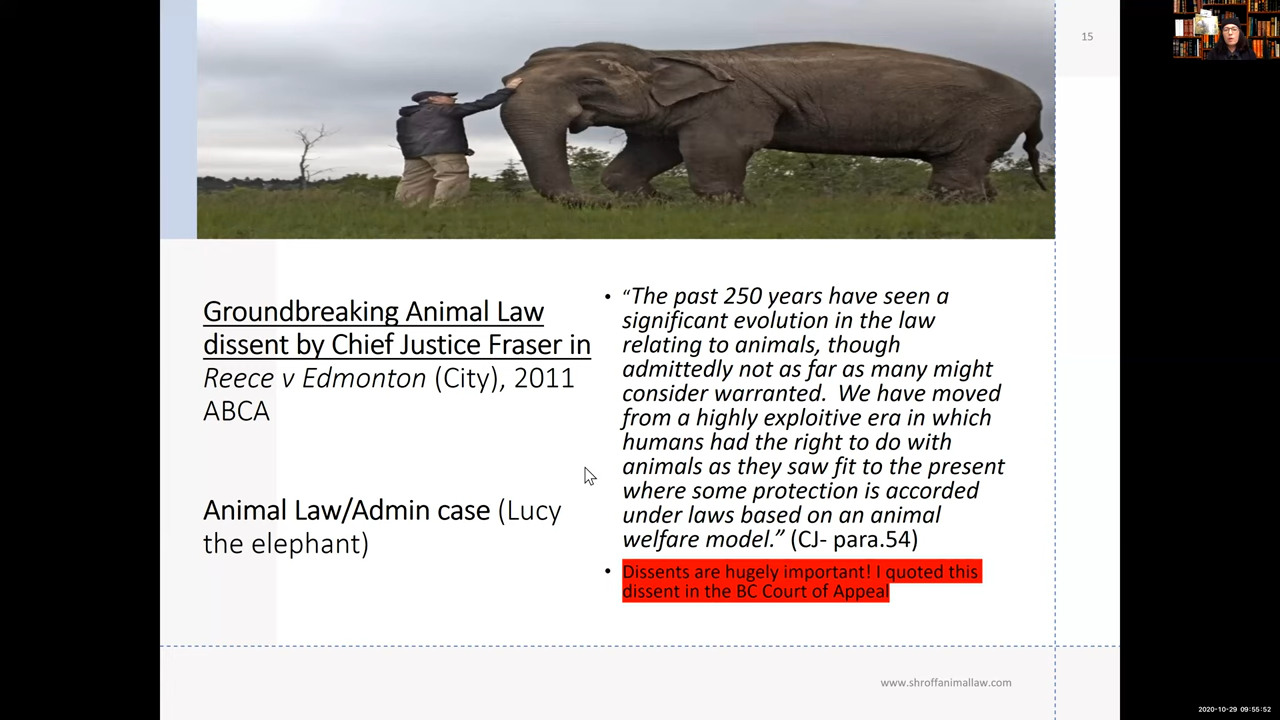 15
Groundbreaking Animal Law
dissent by Chief Justice Fraser in
Reece v Edmonton (City), 2011
ABCA
Animal Law/Admin case (Lucy
the elephant)
• “The past 250 years have seen a
significant evolution in the law
relating to animals, though
admittedly not as far as many might
consider warranted.  We have moved
from a highly exploitive era in which
humans had the right to do with
animals as they saw fit to the present
where some protection is accorded
under laws based on an animal
welfare model.” (CJ- para.54)
• Dissents are hugely important! I quoted this
dissent in the BC Court of Appeal
www.shroffanimallaw.com
2020-10-29 09:55:52